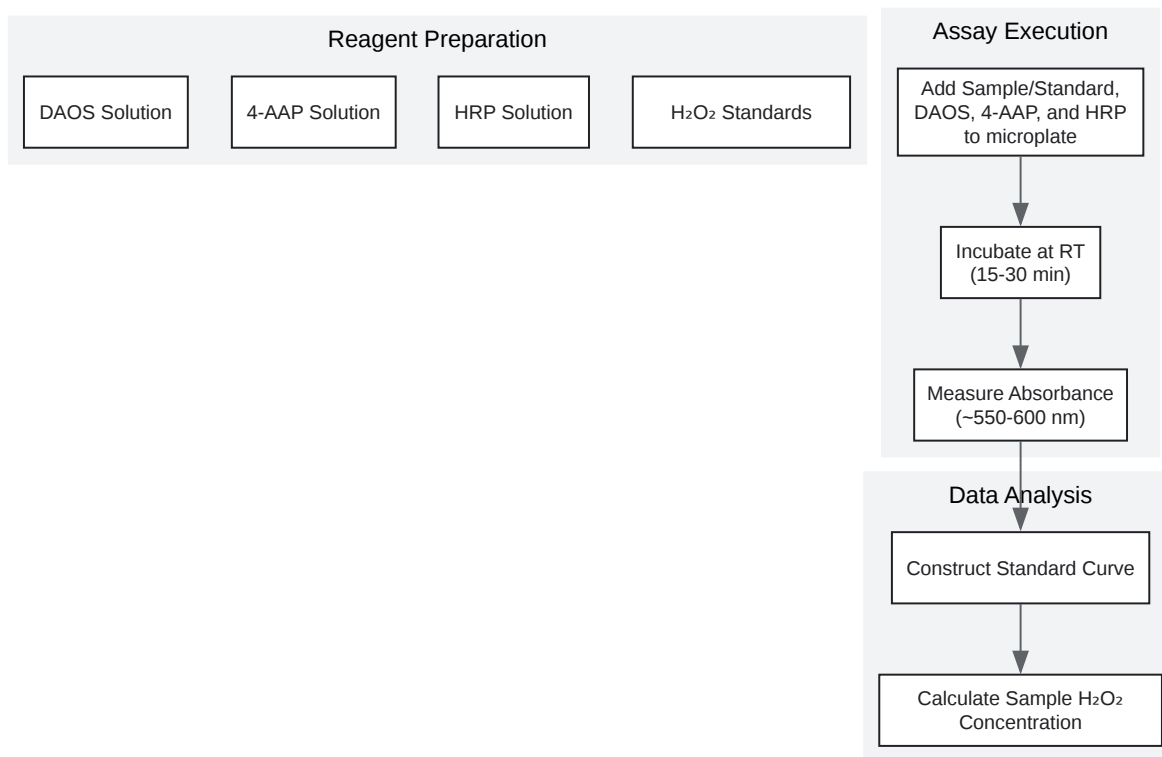 Reagent Preparation
DAOS Solution
4-AAP Solution
HRP Solution
H₂O₂ Standards
Assay Execution
Add Sample/Standard,
DAOS, 4-AAP, and HRP
to microplate
Incubate at RT
(15-30 min)
Measure Absorbance
(~550-600 nm)
Data Analysis
Construct Standard Curve
Calculate Sample H₂O₂
Concentration